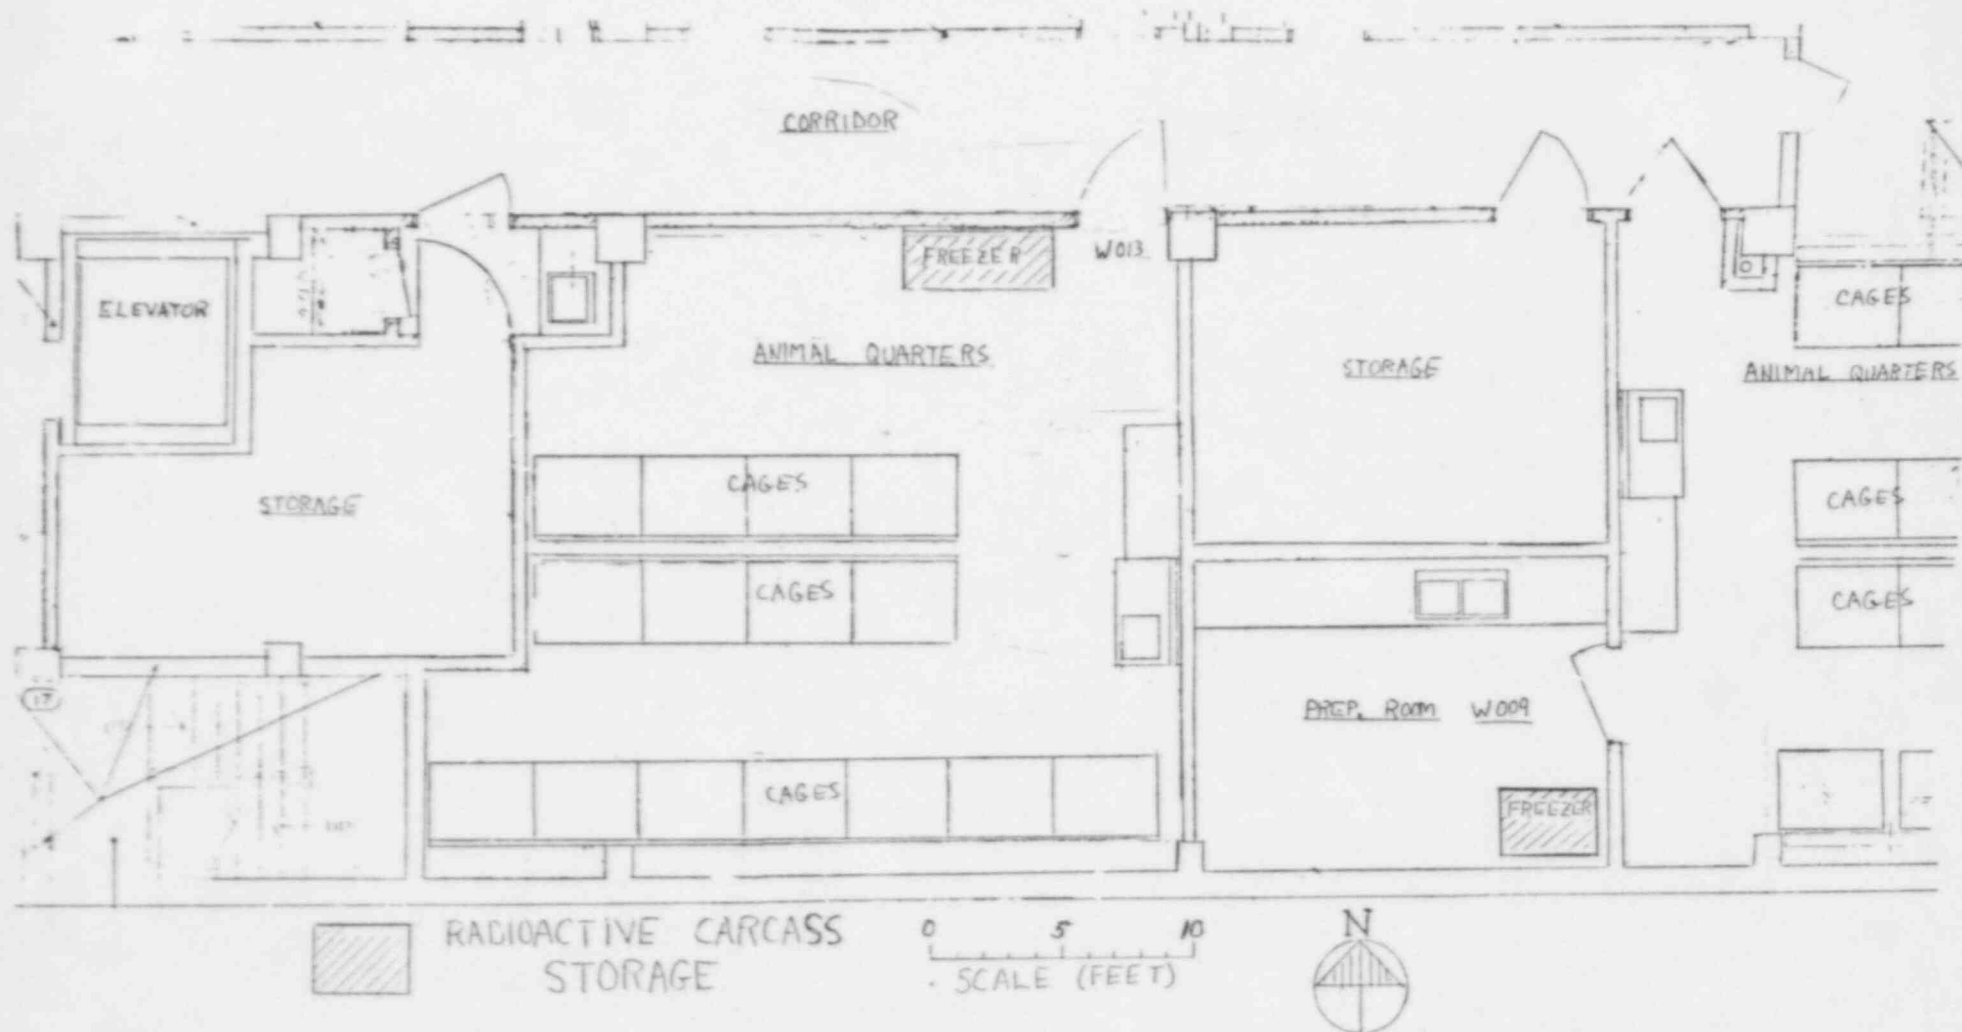 CORRIDOR
ELEVATOR
FREEZER
W013
CAGES
ANIMAL QUARTERS
STORAGE
ANIMAL QUARTERS
STORAGE
CAGES
CAGES
CAGES
CAGES
17
PREP. ROOM W009
CAGES
FREEZER
RADIOACTIVE CARCASS
STORAGE
0 5 10
SCALE (FEET)
N